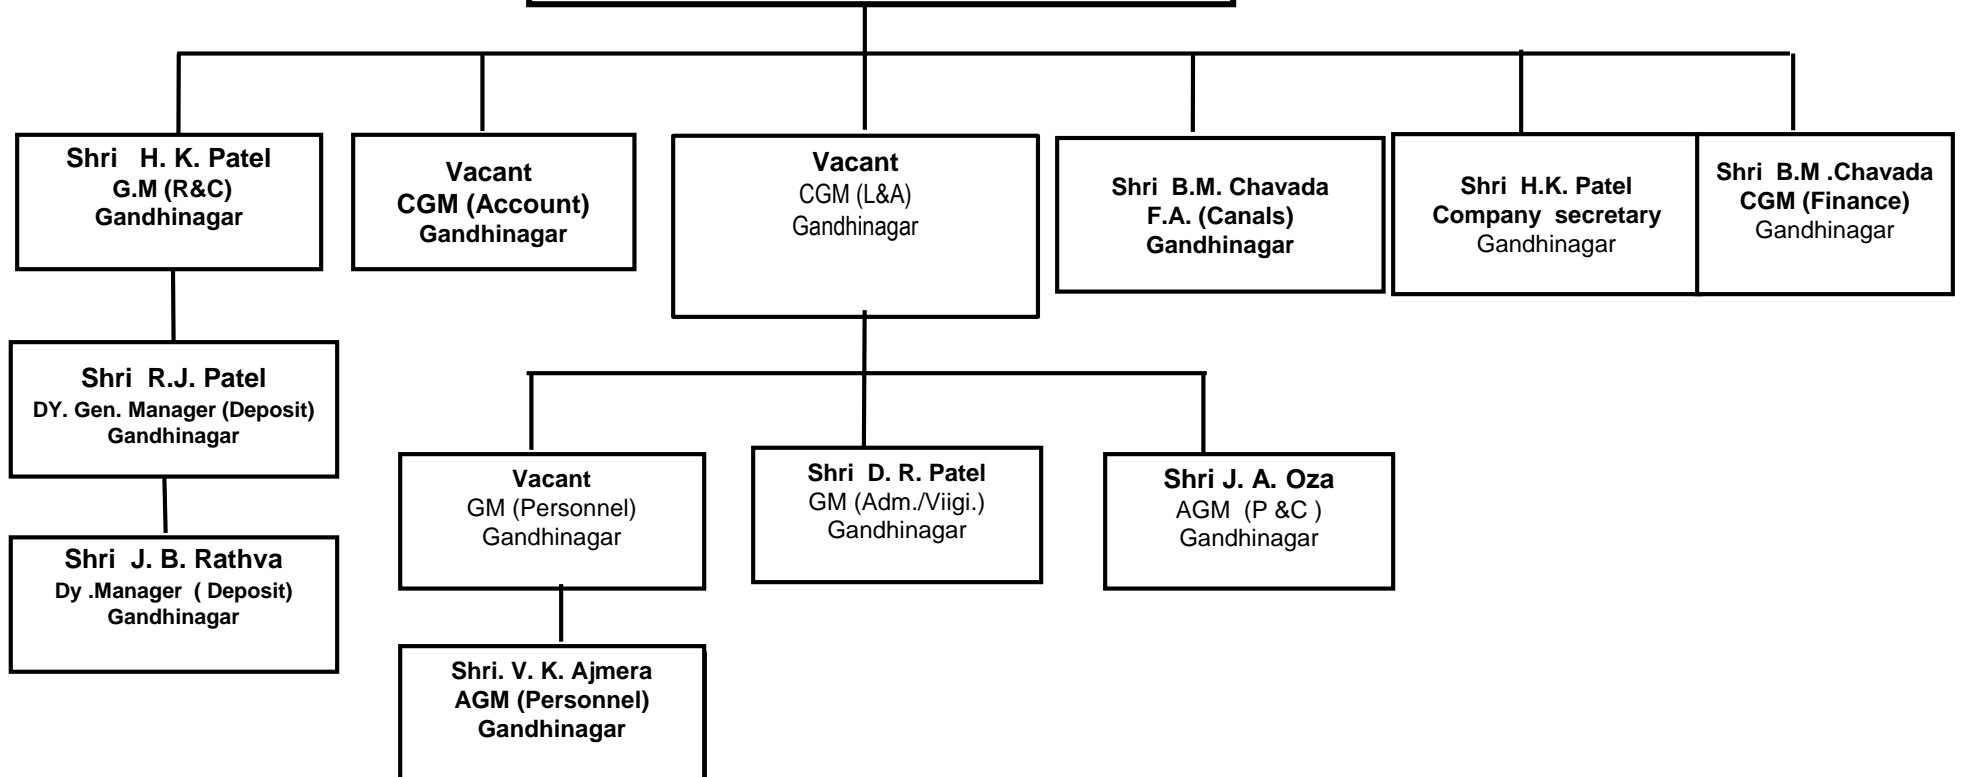 Shri H. K. Patel
G.M (R&C)
Gandhinagar
Vacant
CGM (Account)
Gandhinagar
Vacant
CGM (L&A)
Gandhinagar
Shri B.M. Chavada
F.A. (Canals)
Gandhinagar
Shri H.K. Patel
Company secretary
Gandhinagar
Shri B.M .Chavada
CGM (Finance)
Gandhinagar
Shri R.J. Patel
DY. Gen. Manager (Deposit)
Gandhinagar
Vacant
GM (Personnel)
Gandhinagar
Shri D. R. Patel
GM (Adm./Viigi.)
Gandhinagar
Shri J. A. Oza
AGM (P &C )
Gandhinagar
Shri J. B. Rathva
Dy .Manager ( Deposit)
Gandhinagar
Shri. V. K. Ajmera
AGM (Personnel)
Gandhinagar